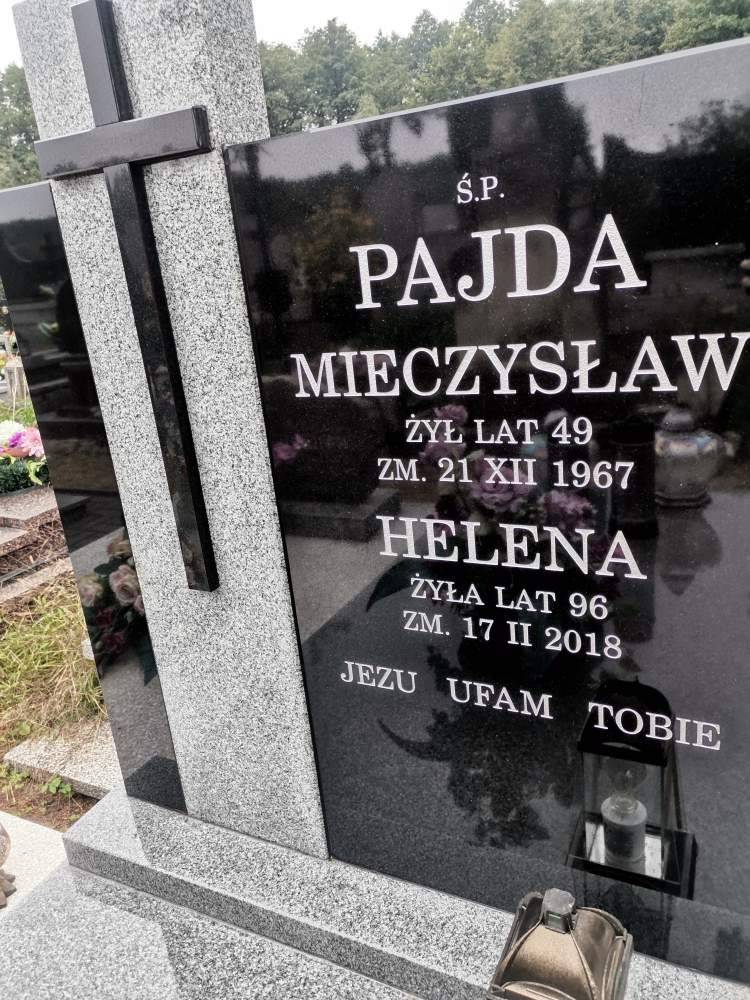 Ś.P.
PAJDA
MIECZYSŁAW
ŻYŁ LAT 49
ZM. 21 XII 1967
HELENA
ŻYŁA LAT 96
ZM. 17 II 2018
JEZU UFAM TOBIE